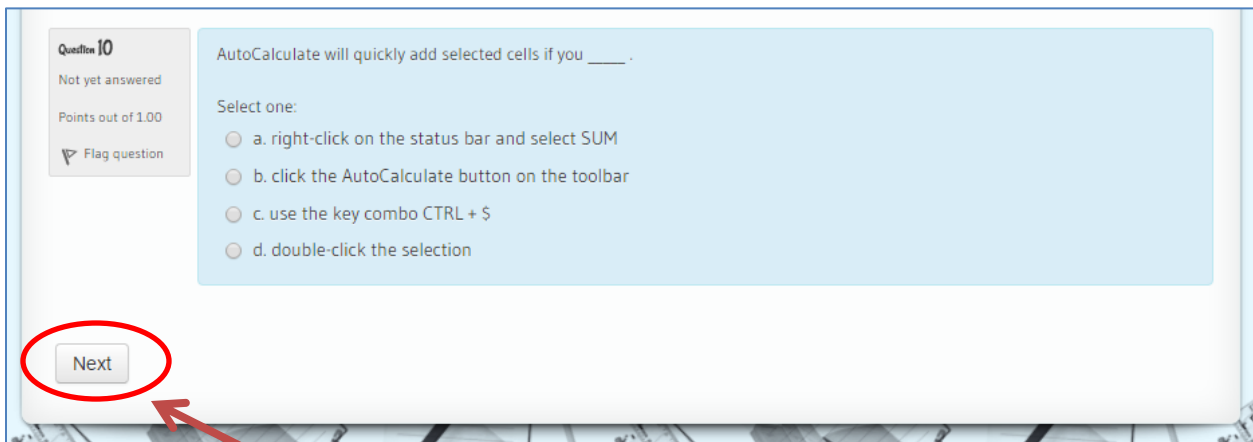 Question 10
Not yet answered
Points out of 1.00
Flag question
AutoCalculate will quickly add selected cells if you ____ .
Select one:
a. right-click on the status bar and select SUM
b. click the AutoCalculate button on the toolbar
c. use the key combo CTRL + $
d. double-click the selection
Next